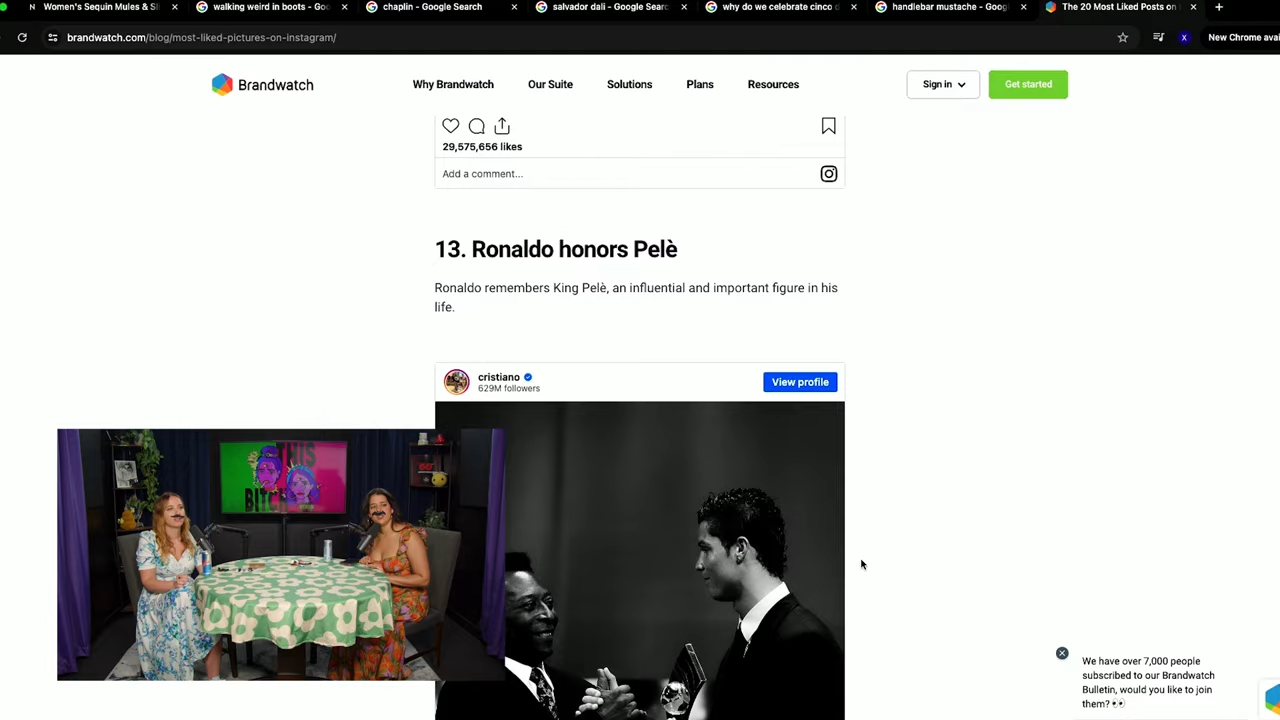 Women's Sequin Mules & Sl
walking weird in boots - Goo
chaplin - Google Search
salvador dali - Google Searc
why do we celebrate cinco d
handlebar mustache - Googl
The 20 Most Liked Posts on
brandwatch.com/blog/most-liked-pictures-on-instagram/
X
New Chrome avai
Brandwatch
Why Brandwatch
Our Suite
Solutions
Plans
Resources
Sign in
Get started
29,575,656 likes
Add a comment...
13. Ronaldo honors Pelè
Ronaldo remembers King Pelè, an influential and important figure in his
life.
cristiano
629M followers
View profile
THIS
BITCH
We have over 7,000 people
subscribed to our Brandwatch
Bulletin, would you like to join
them? 👀